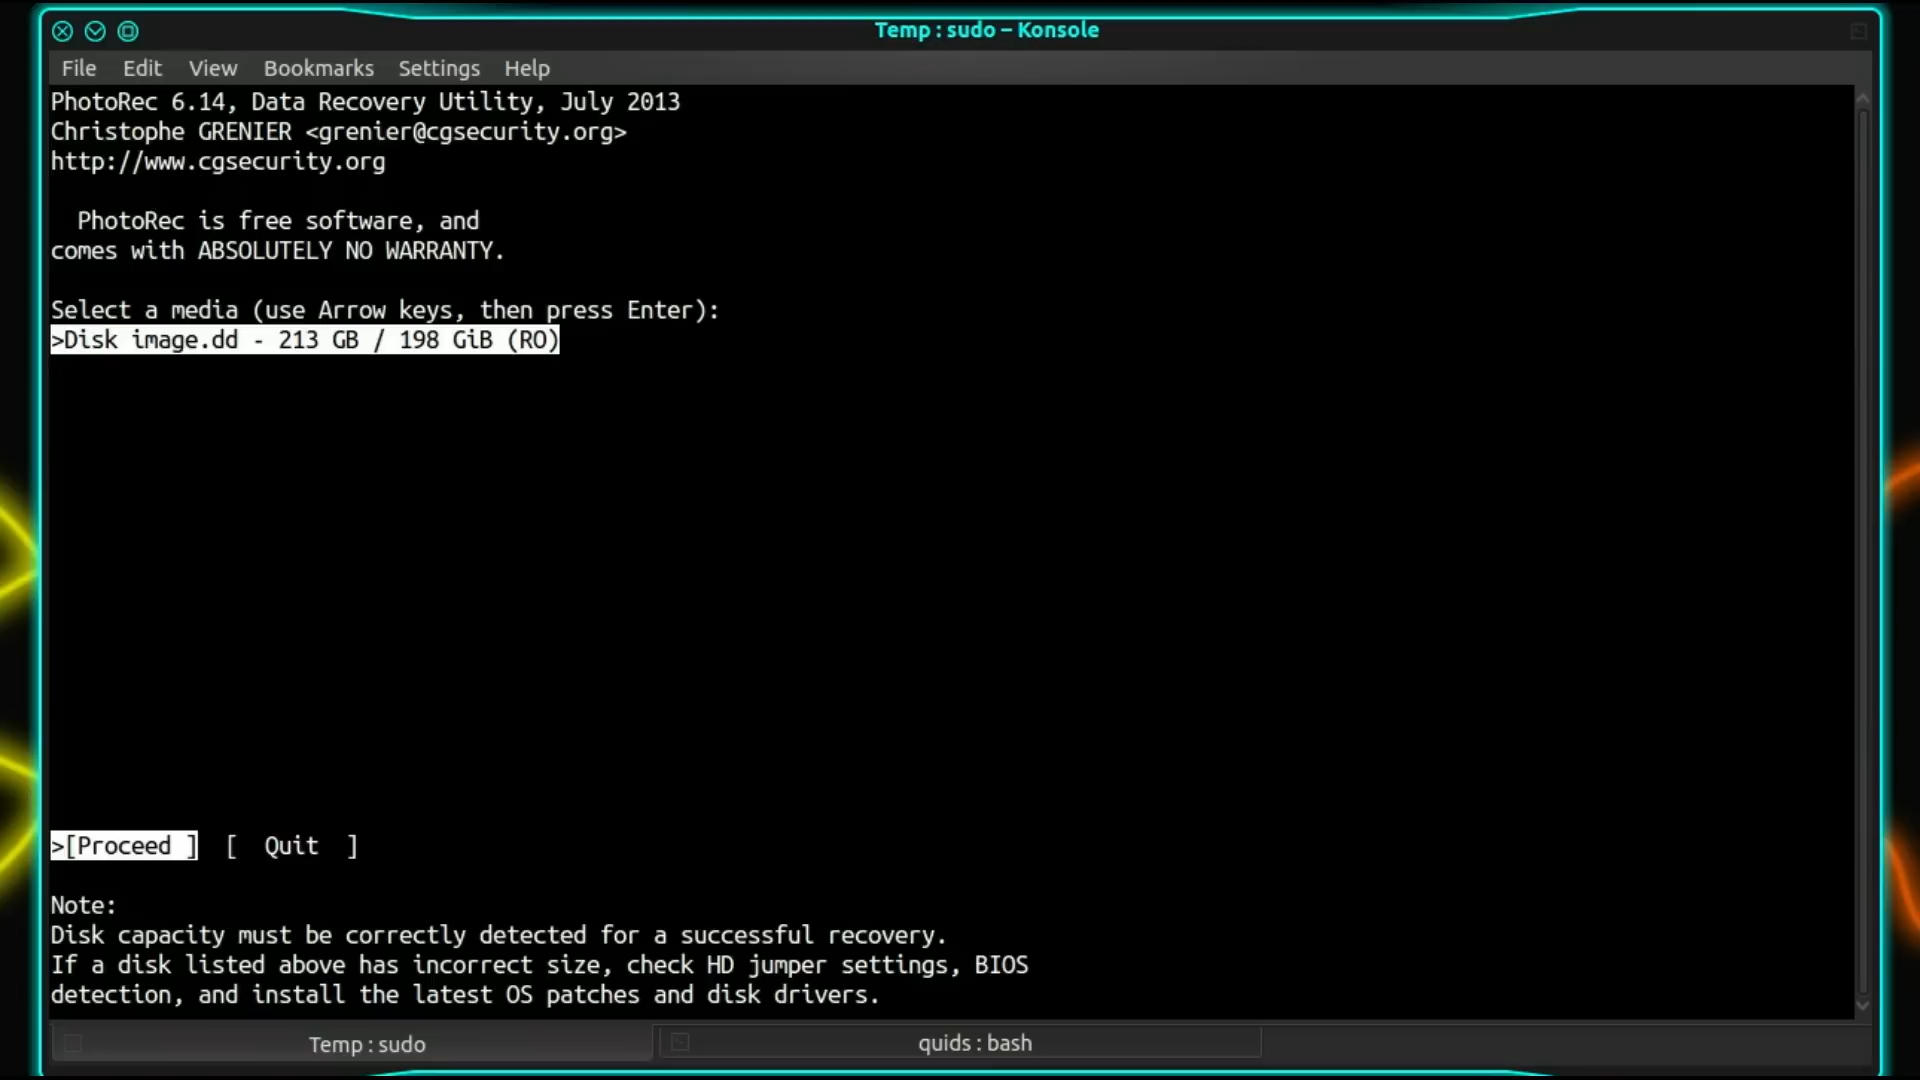 Temp : sudo – Konsole
File Edit View Bookmarks Settings Help
PhotoRec 6.14, Data Recovery Utility, July 2013
Christophe GRENIER <grenier@cgsecurity.org>
http://www.cgsecurity.org
PhotoRec is free software, and
comes with ABSOLUTELY NO WARRANTY.
Select a media (use Arrow keys, then press Enter):
>Disk image.dd - 213 GB / 198 GiB (RO)
>[Proceed ]  [  Quit  ]
Note:
Disk capacity must be correctly detected for a successful recovery.
If a disk listed above has incorrect size, check HD jumper settings, BIOS
detection, and install the latest OS patches and disk drivers.
Temp : sudo quids : bash